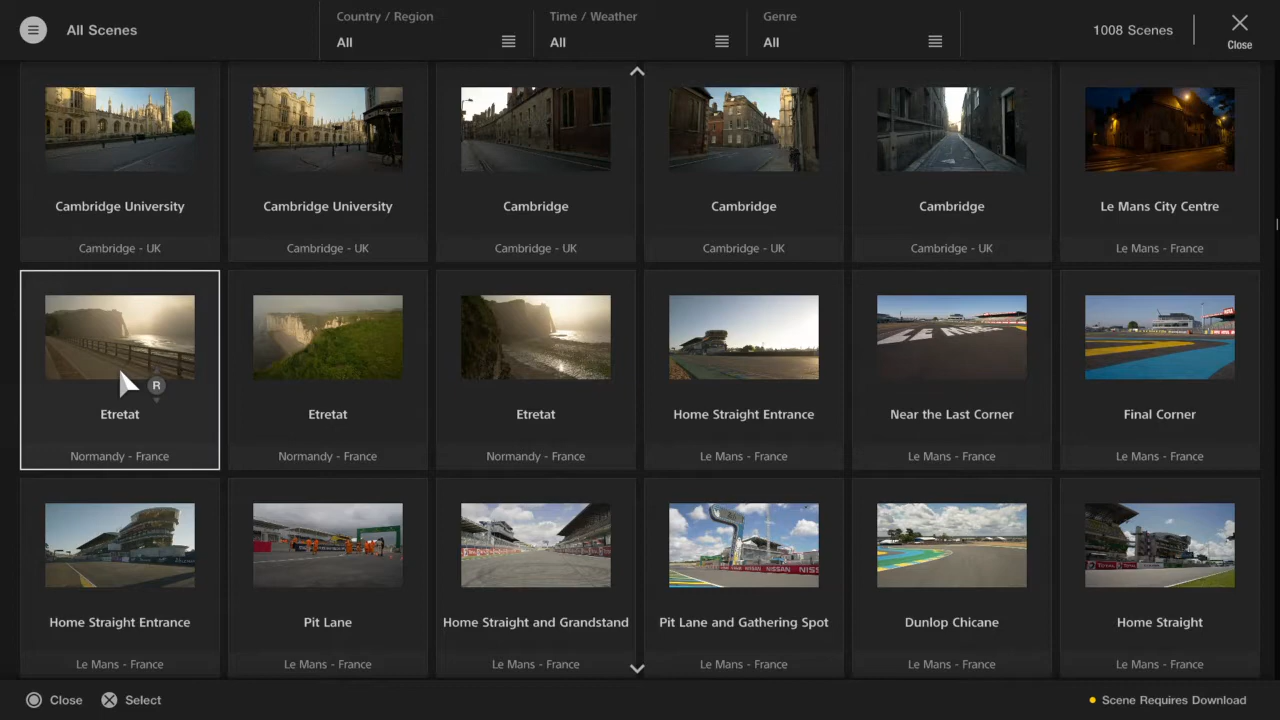 All Scenes
Country / Region
All
Time / Weather
All
Genre
All
1008 Scenes
Close
Cambridge University
Cambridge - UK
Cambridge University
Cambridge - UK
Cambridge
Cambridge - UK
Cambridge
Cambridge - UK
Cambridge
Cambridge - UK
Le Mans City Centre
Le Mans - France
R
Etretat
Normandy - France
Etretat
Normandy - France
Etretat
Normandy - France
Home Straight Entrance
Le Mans - France
Near the Last Corner
Le Mans - France
Final Corner
Le Mans - France
Home Straight Entrance
Le Mans - France
Pit Lane
Le Mans - France
Home Straight and Grandstand
Le Mans - France
NISSAN
Pit Lane and Gathering Spot
Le Mans - France
Dunlop Chicane
Le Mans - France
TOTAL
Home Straight
Le Mans - France
Close
Select
Scene Requires Download